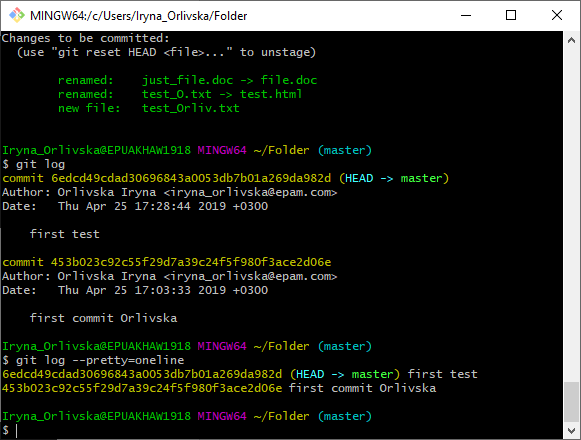 MINGW64:/c/Users/Iryna_Orlivska/Folder
Changes to be committed:
  (use "git reset HEAD <file>..." to unstage)
        renamed:    just_file.doc -> file.doc
        renamed:    test_O.txt -> test.html
        new file:   test_Orliv.txt
Iryna_Orlivska@EPUAKHAW1918 MINGW64 ~/Folder (master)
$ git log
commit 6edcd49cdad30696843a0053db7b01a269da982d (HEAD -> master)
Author: Orlivska Iryna <iryna_orlivska@epam.com>
Date:   Thu Apr 25 17:28:44 2019 +0300
    first test
commit 453b023c92c55f29d7a39c24f5f980f3ace2d06e
Author: Orlivska Iryna <iryna_orlivska@epam.com>
Date:   Thu Apr 25 17:03:33 2019 +0300
    first commit Orlivska
Iryna_Orlivska@EPUAKHAW1918 MINGW64 ~/Folder (master)
$ git log --pretty=oneline
6edcd49cdad30696843a0053db7b01a269da982d (HEAD -> master) first test
453b023c92c55f29d7a39c24f5f980f3ace2d06e first commit Orlivska
Iryna_Orlivska@EPUAKHAW1918 MINGW64 ~/Folder (master)
$